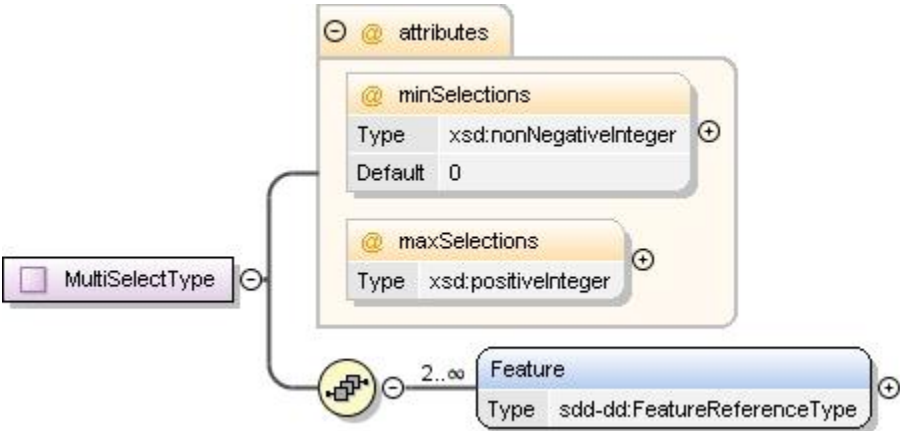 @ attributes
@ minSelections
Type xsd:nonNegativeInteger
Default 0
@ maxSelections
Type xsd:positiveInteger
MultiSelectType
2..∞
Feature
Type sdd-dd:FeatureReferenceType